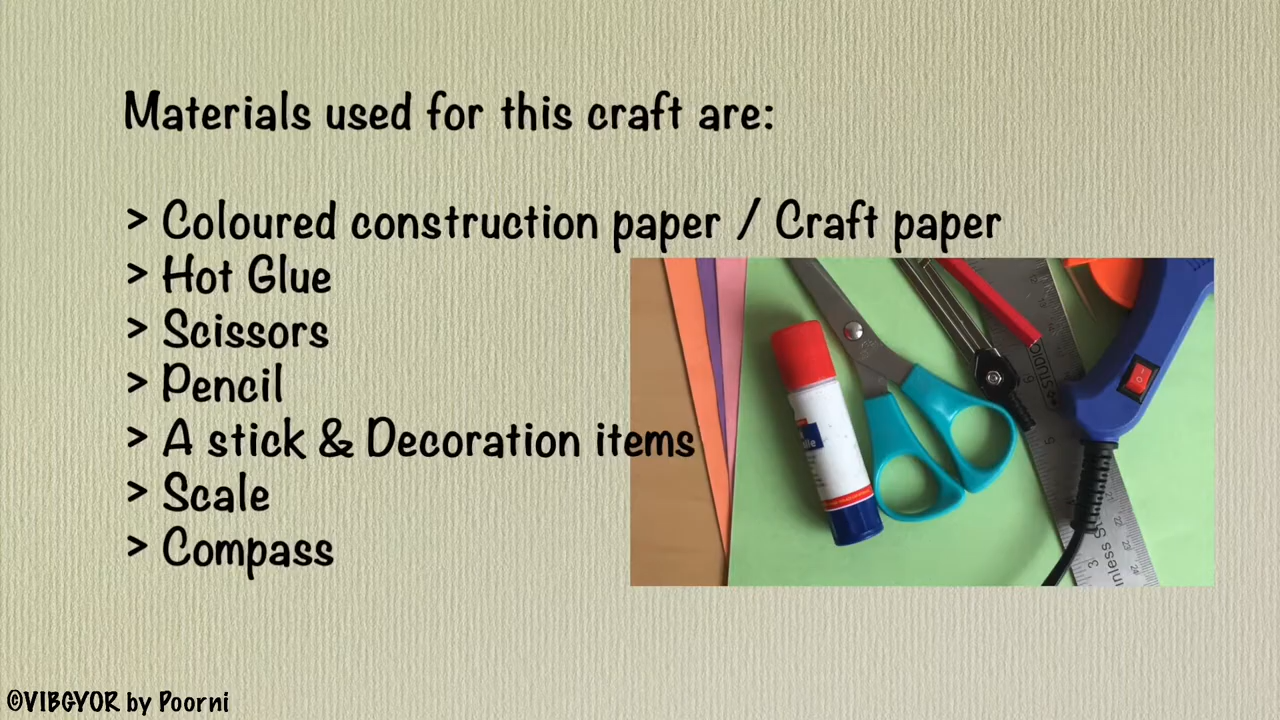 Materials used for this craft are:
> Coloured construction paper / Craft paper
> Hot Glue
> Scissors
> Pencil
> A stick & Decoration items
> Scale
> Compass
STUDIO
©VIBGYOR by Poorni